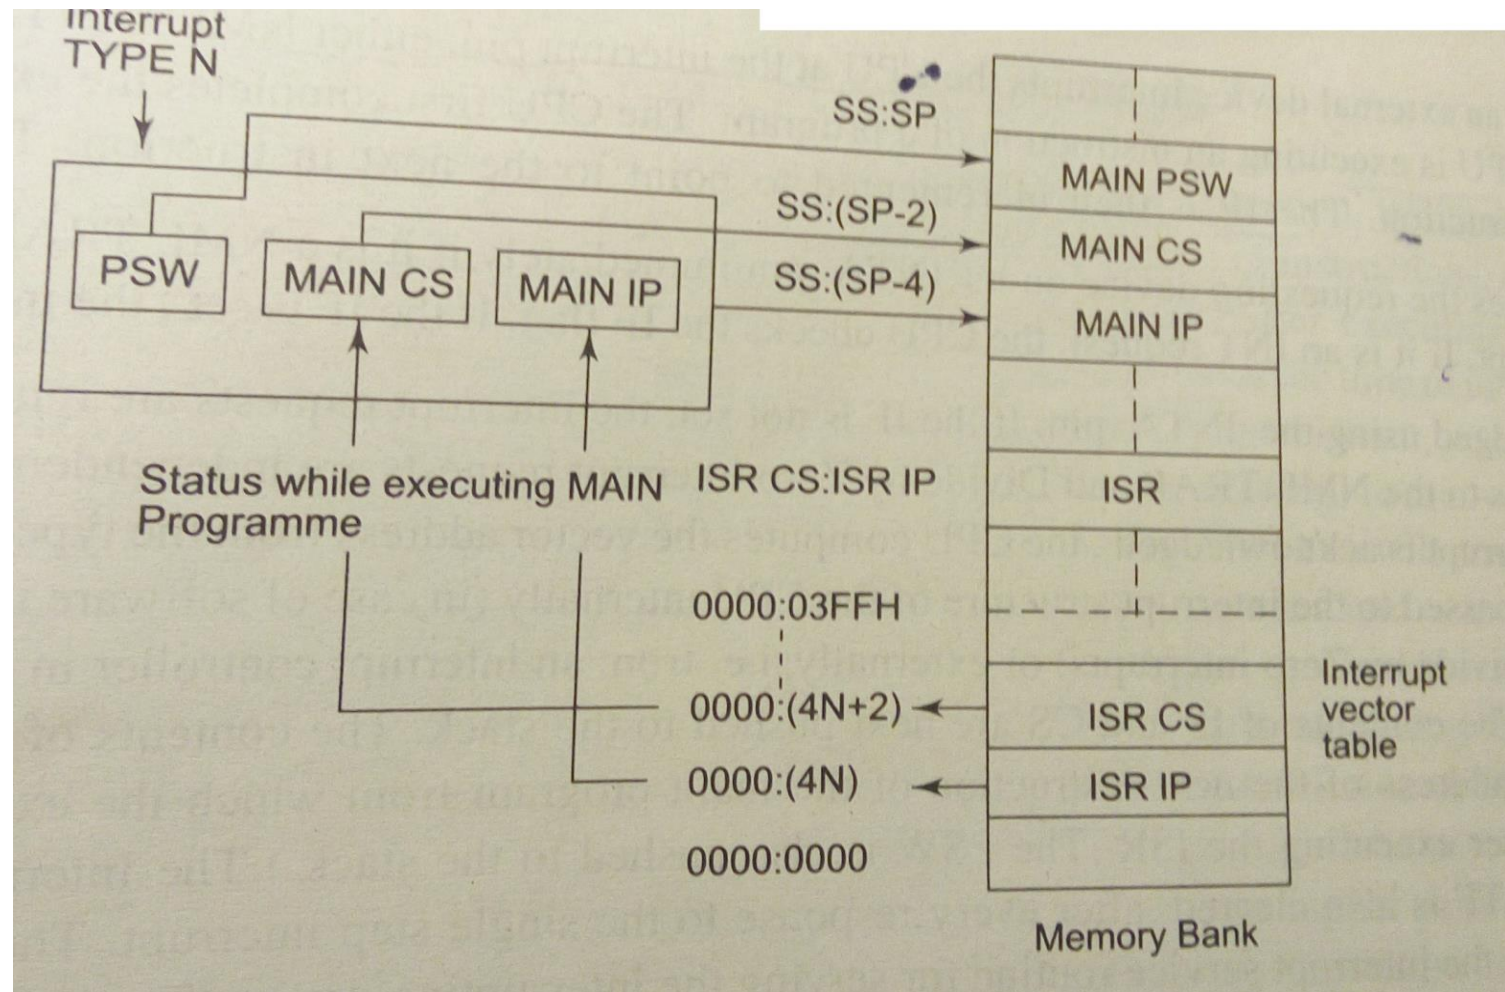 Interrupt
TYPE N
SS:SP
MAIN PSW
SS:(SP-2)
PSW
MAIN CS
MAIN IP
MAIN CS
SS:(SP-4)
MAIN IP
Status while executing MAIN
Programme
ISR CS:ISR IP
ISR
0000:03FFH
0000:(4N+2)
ISR CS
Interrupt
vector
table
0000:(4N)
ISR IP
0000:0000
Memory Bank